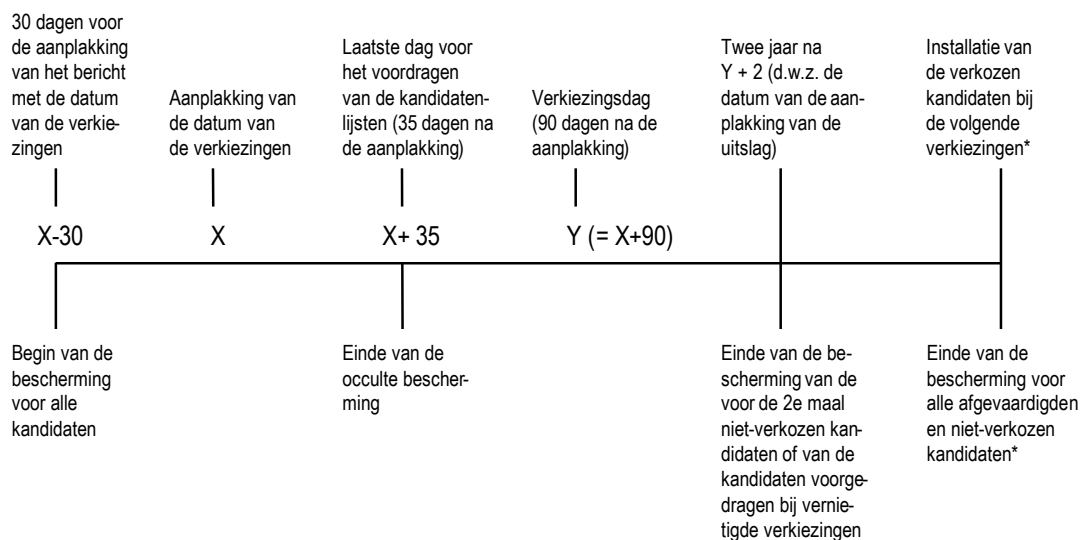 30 dagen voor
de aanplakking
van het bericht
met de datum
van de verkie-
zingen
Aanplakking van
de datum van
de verkiezingen
Laatste dag voor
het voordragen
van de kandidaten-
lijsten (35 dagen na
de aanplakking)
Verkiezingsdag
(90 dagen na de
aanplakking)
Twee jaar na
Y + 2 (d.w.z. de
datum van de aan-
plakking van de
uitslag)
Installatie van
de verkozen
kandidaten bij
de volgende
verkiezingen*
X-30
X
X+ 35
Y (= X+90)
Begin van de
bescherming
voor alle
kandidaten
Einde van de
occulte bescher-
ming
Einde van de be-
scherming van de
voor de 2e maal
niet-verkozen kan-
didaten of van de
kandidaten voorge-
dragen bij vernie-
tigde verkiezingen
Einde van de
bescherming voor
alle afgevaardigden
en niet-verkozen
kandidaten*